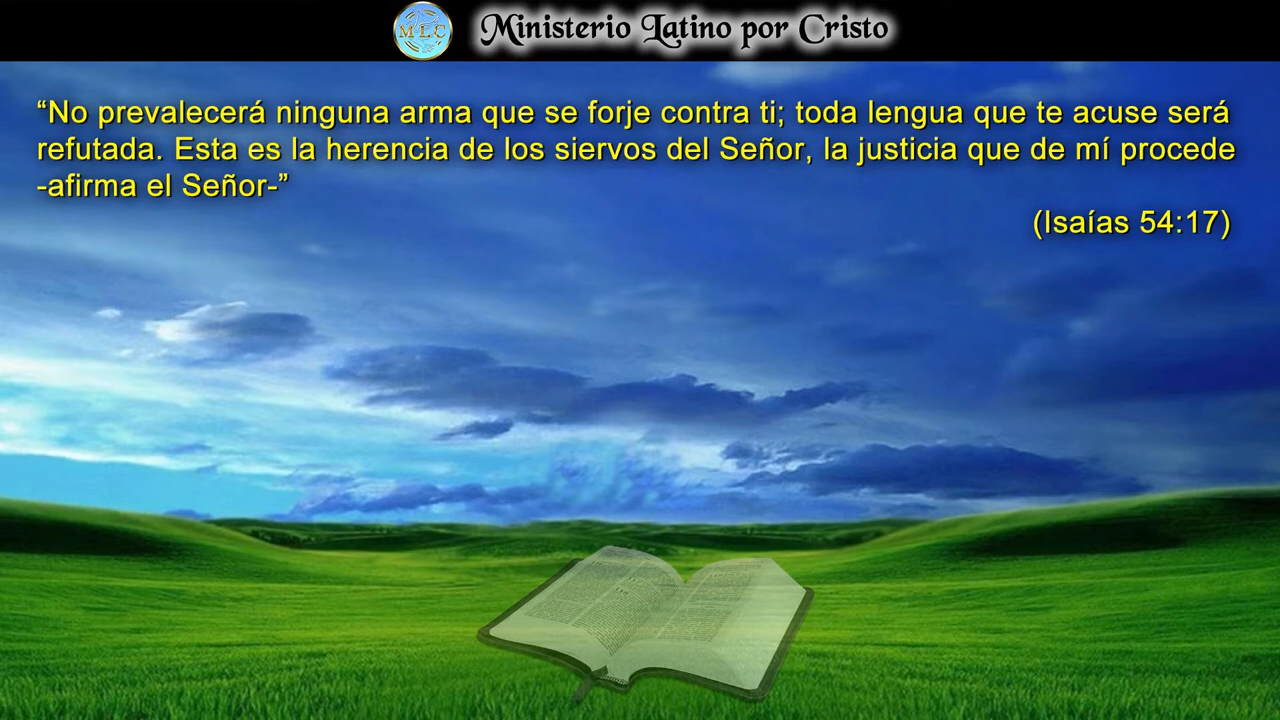 MLC
Ministerio Latino por Cristo
“No prevalecerá ninguna arma que se forje contra ti; toda lengua que te acuse será
refutada. Esta es la herencia de los siervos del Señor, la justicia que de mí procede
-afirma el Señor-”
(Isaías 54:17)